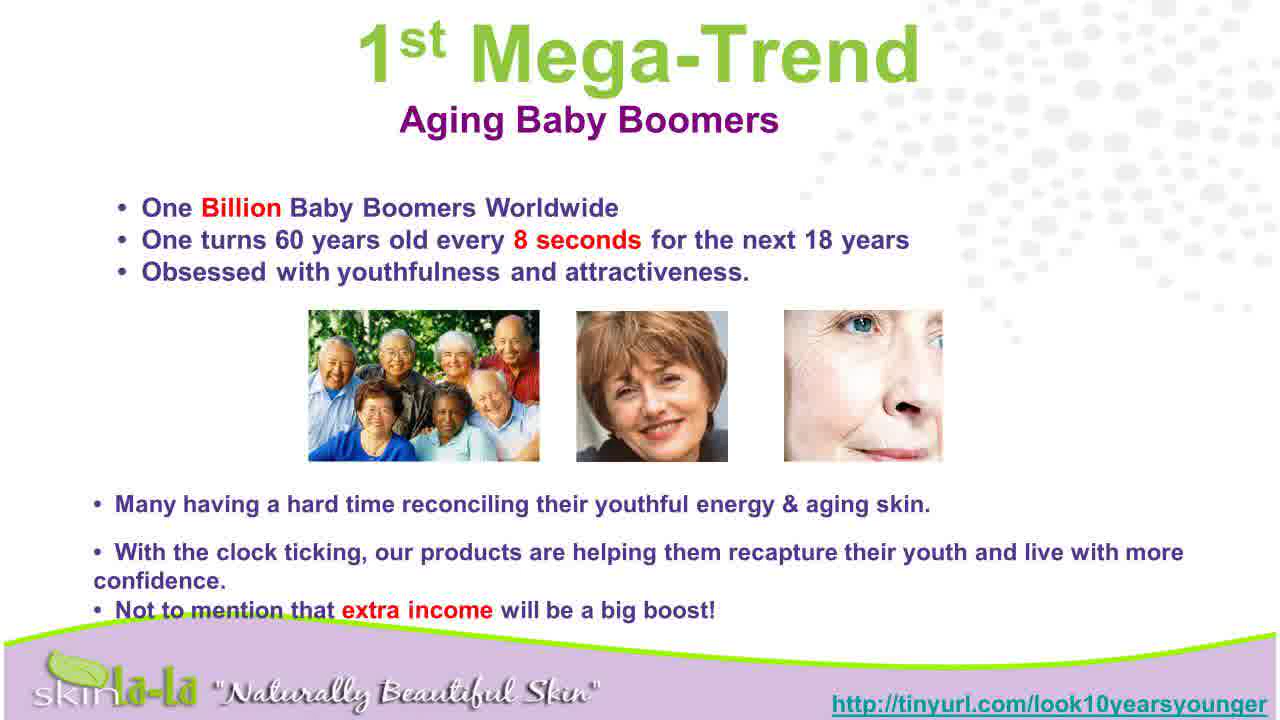 1st Mega-Trend
Aging Baby Boomers
• One Billion Baby Boomers Worldwide
• One turns 60 years old every 8 seconds for the next 18 years
• Obsessed with youthfulness and attractiveness.
• Many having a hard time reconciling their youthful energy & aging skin.
• With the clock ticking, our products are helping them recapture their youth and live with more
confidence.
• Not to mention that extra income will be a big boost!
skin la-la "Naturally Beautiful Skin"
http://tinyurl.com/look10yearsyounger